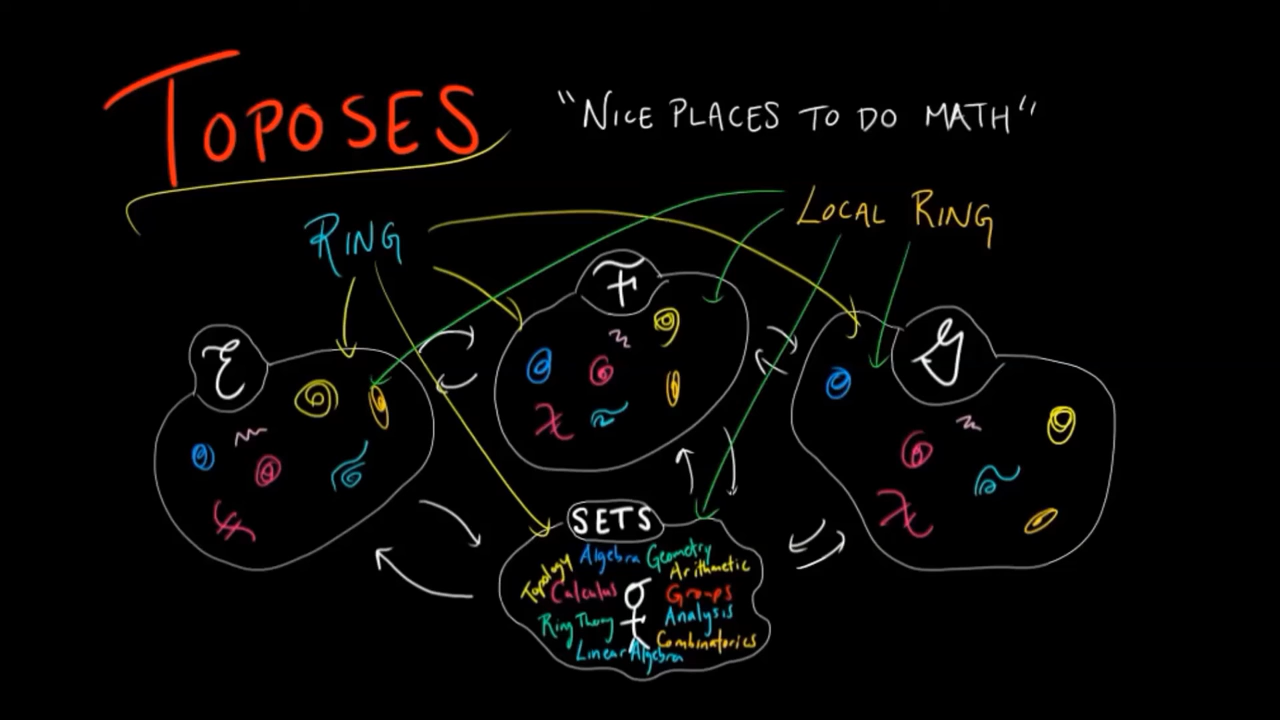 TOPOSES
"NICE PLACES TO DO MATH"
LOCAL RING
RING
F
E
G
SETS
Topology Algebra Geometry
Arithmetic
Calculus Groups
Ring Theory Analysis
Combinatorics
Linear Algebra